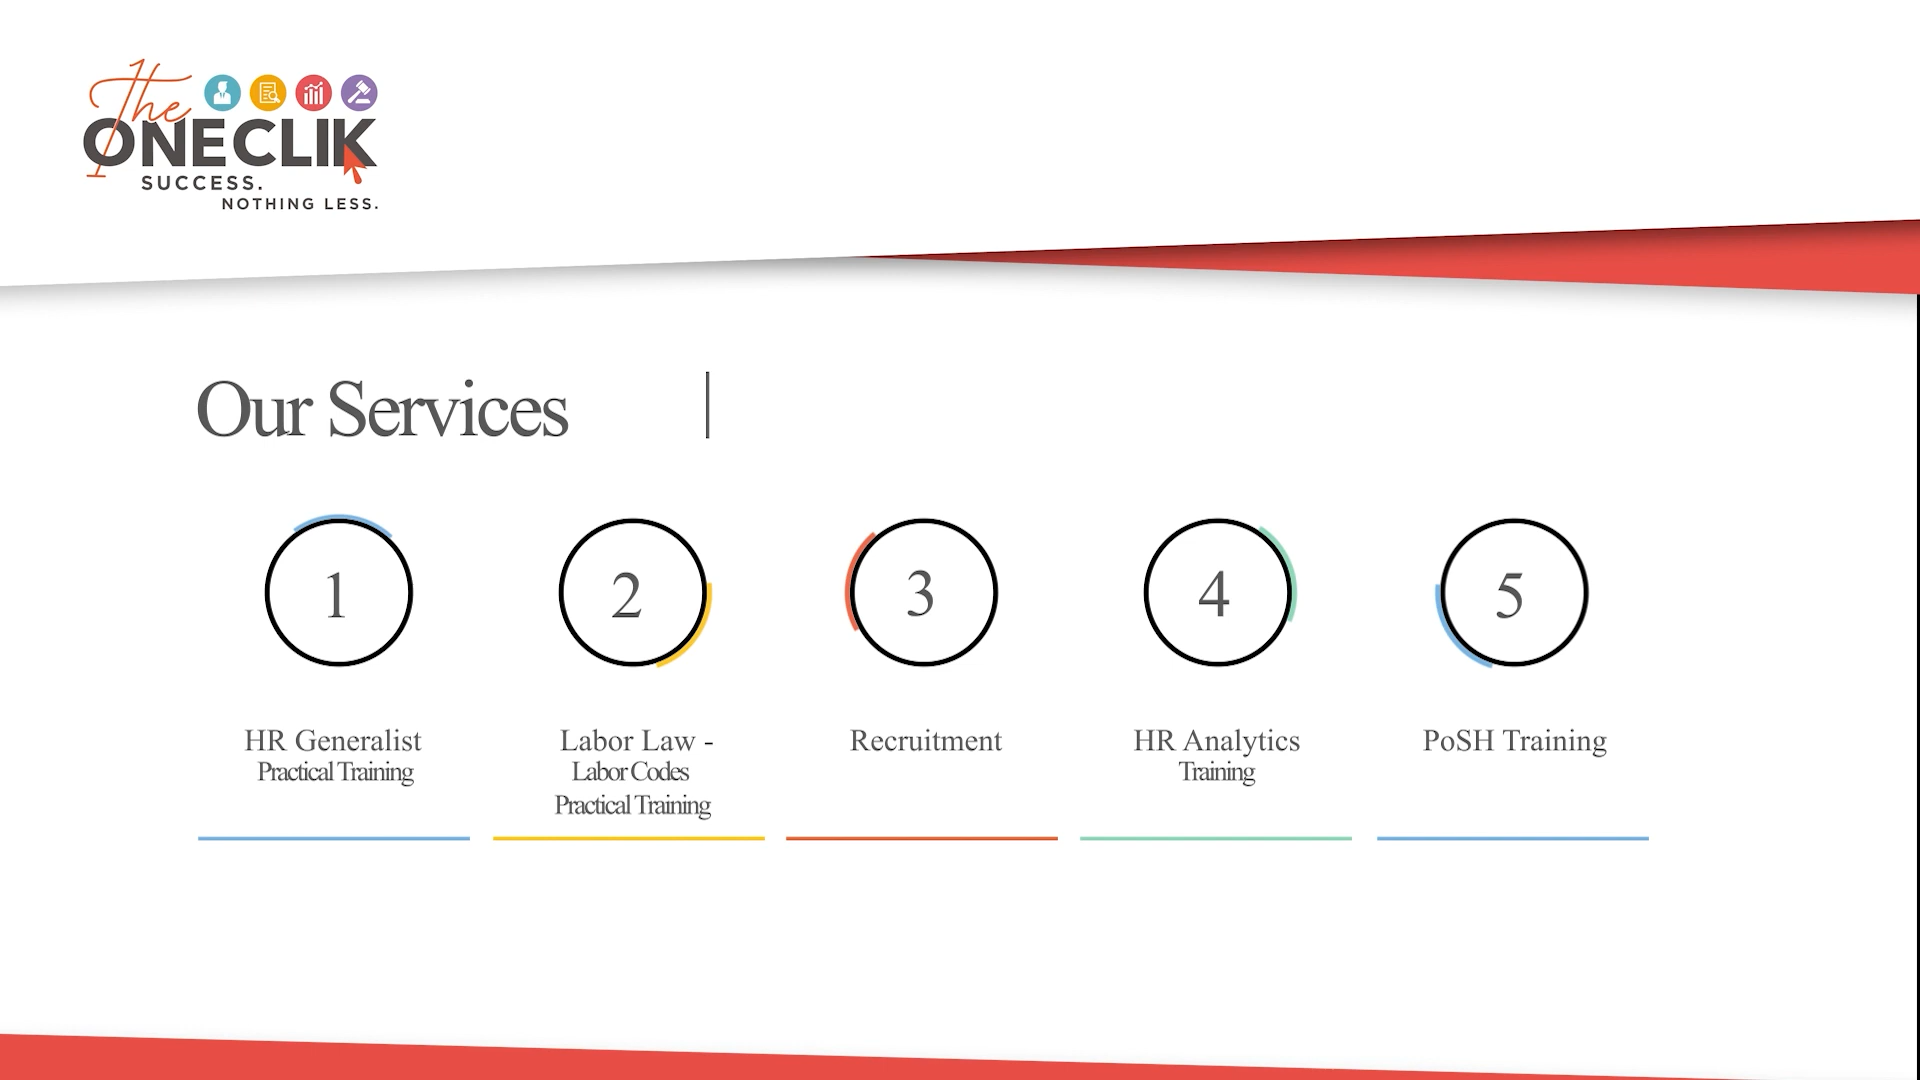 The
ONECLIK
SUCCESS.
NOTHING LESS.
Our Services
1
2
3
4
5
HR Generalist
Practical Training
Labor Law -
Labor Codes
Practical Training
Recruitment
HR Analytics
Training
PoSH Training